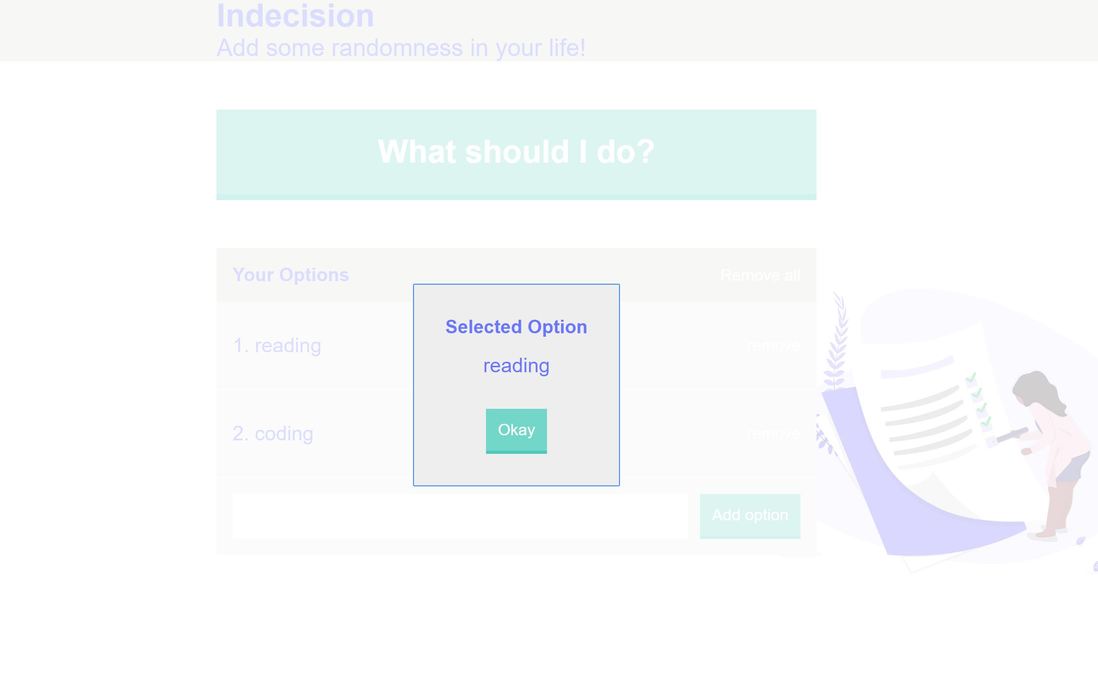 Indecision
Add some randomness in your life!
What should I do?
Your Options
Remove all
Selected Option
1. reading
reading
remove
2. coding
Okay
remove
Add option